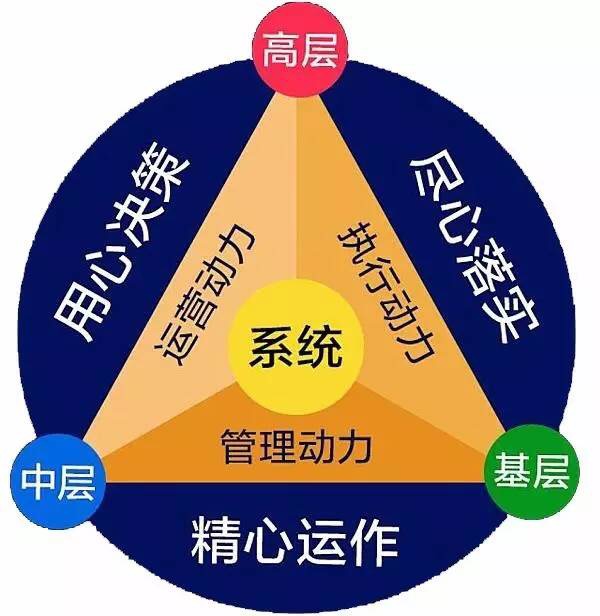 高层
用心决策
尽心落实
运营动力
执行动力
系统
管理动力
中层
基层
精心运作